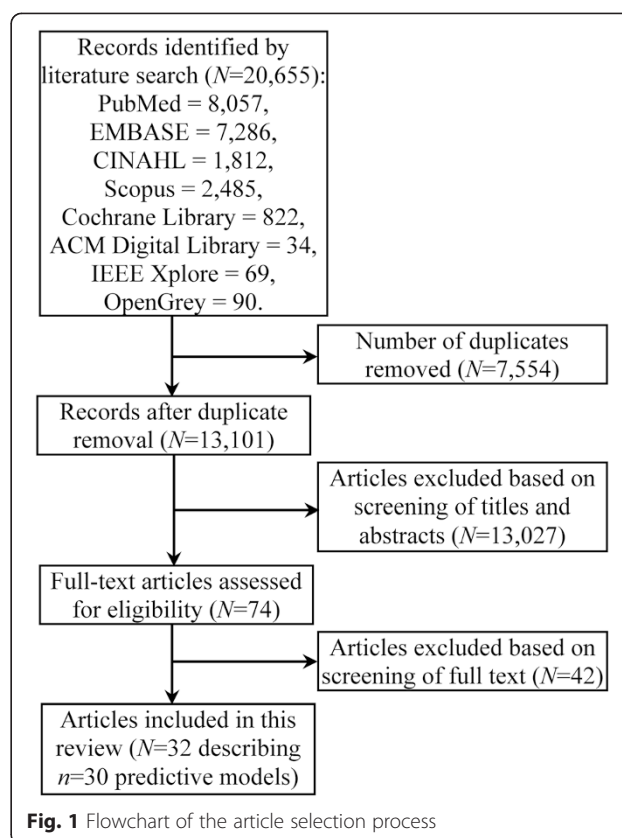 Records identified by
literature search (N=20,655):
PubMed = 8,057,
EMBASE = 7,286,
CINAHL = 1,812,
Scopus = 2,485,
Cochrane Library = 822,
ACM Digital Library = 34,
IEEE Xplore = 69,
OpenGrey = 90.
Number of duplicates
removed (N=7,554)
Records after duplicate
removal (N=13,101)
Articles excluded based on
screening of titles and
abstracts (N=13,027)
Full-text articles assessed
for eligibility (N=74)
Articles excluded based on
screening of full text (N=42)
Articles included in this
review (N=32 describing
n=30 predictive models)
Fig. 1 Flowchart of the article selection process